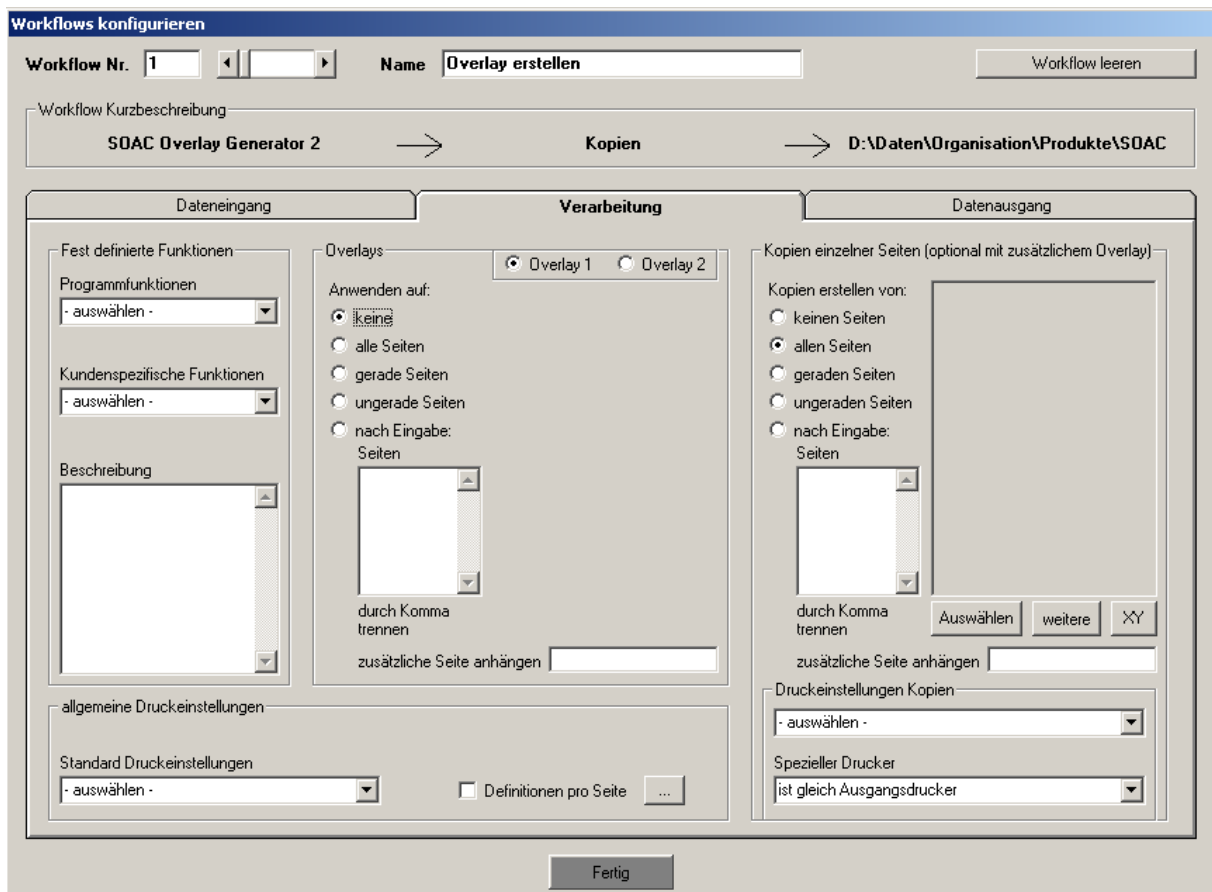 Workflows konfigurieren
Workflow Nr. 1 Name Overlay erstellen Workflow leeren
Workflow Kurzbeschreibung
SOAC Overlay Generator 2 Kopien D:\Daten\Organisation\Produkte\SOAC
Dateneingang Verarbeitung Datenausgang
Fest definierte Funktionen
Programmfunktionen
- auswählen -
Kundenspezifische Funktionen
- auswählen -
Beschreibung
Overlays
Overlay 1 Overlay 2
Anwenden auf:
keine
alle Seiten
gerade Seiten
ungerade Seiten
nach Eingabe:
Seiten
durch Komma
trennen
zusätzliche Seite anhängen
Kopien einzelner Seiten (optional mit zusätzlichem Overlay)
Kopien erstellen von:
keinen Seiten
allen Seiten
geraden Seiten
ungeraden Seiten
nach Eingabe:
Seiten
durch Komma
trennen
Auswählen weitere XY
zusätzliche Seite anhängen
Druckeinstellungen Kopien
- auswählen -
Spezieller Drucker
ist gleich Ausgangsdrucker
allgemeine Druckeinstellungen
Standard Druckeinstellungen
- auswählen -
Definitionen pro Seite ...
Fertig